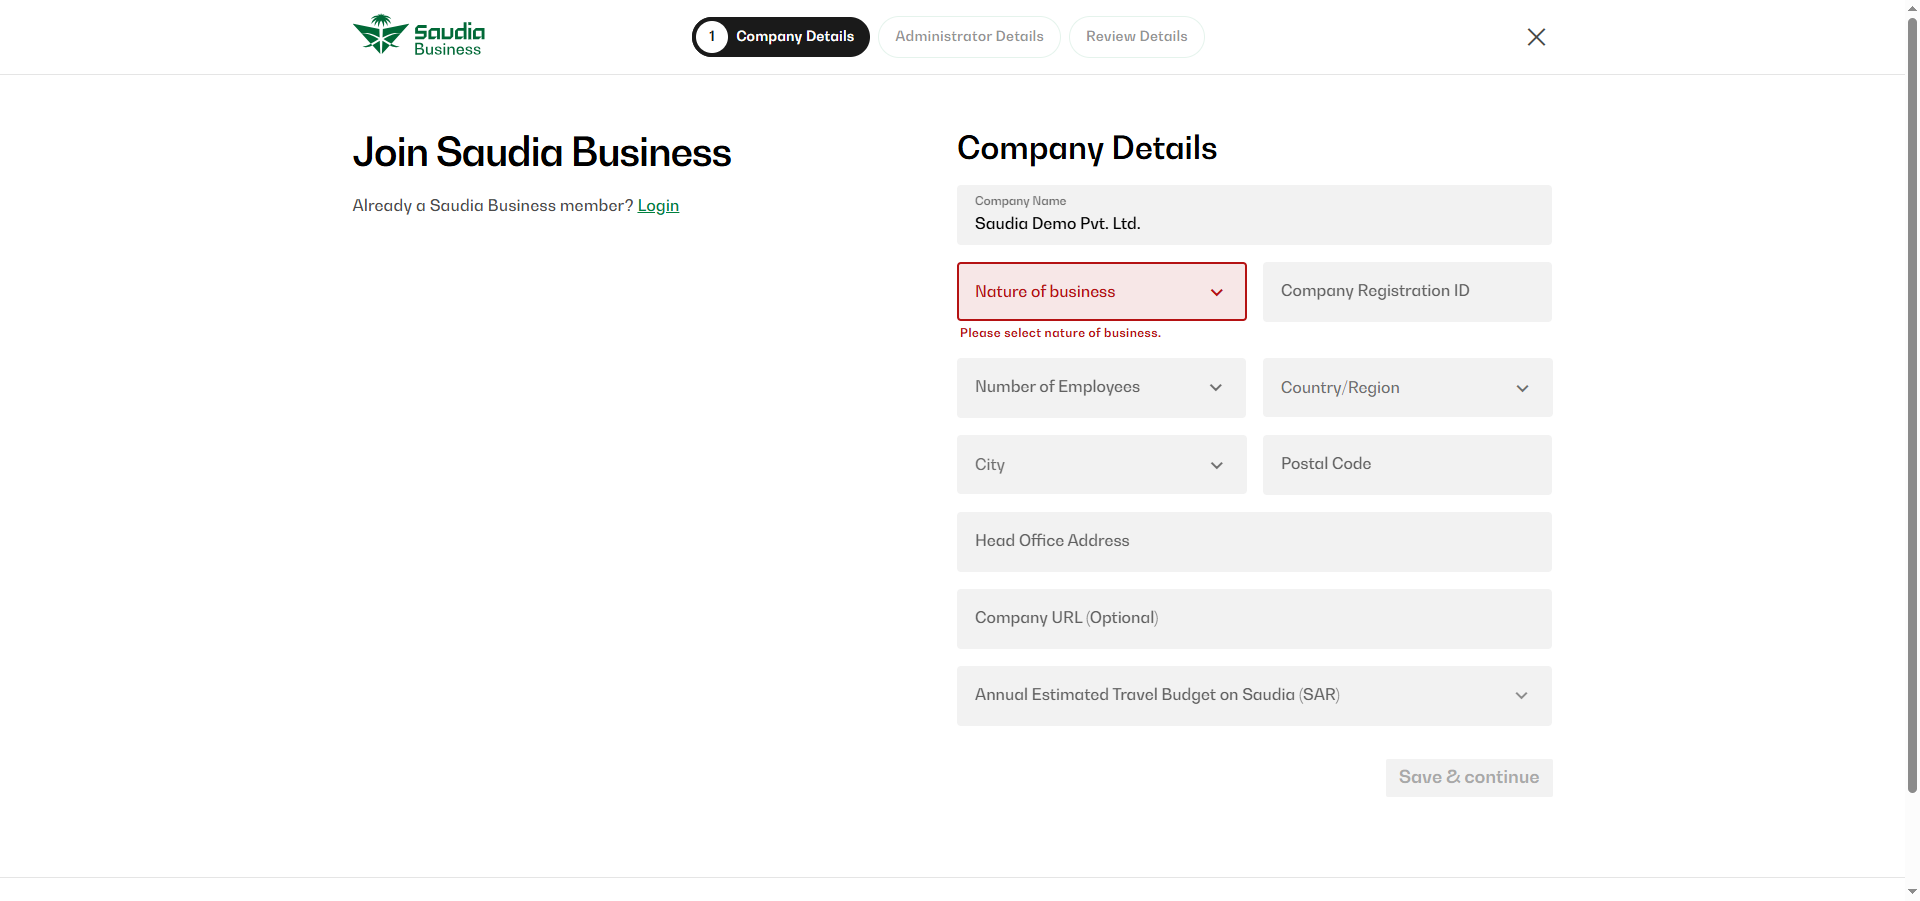 Saudia
Business
1 Company Details
Administrator Details
Review Details
Join Saudia Business
Already a Saudia Business member? Login
Company Details
Company Name
Saudia Demo Pvt. Ltd.
Nature of business
Company Registration ID
Please select nature of business.
Number of Employees
Country/Region
City
Postal Code
Head Office Address
Company URL (Optional)
Annual Estimated Travel Budget on Saudia (SAR)
Save & continue